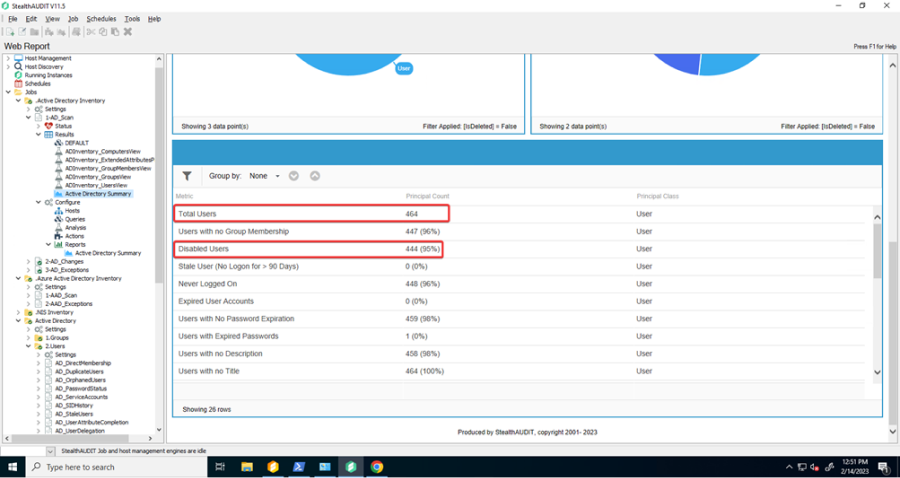 StealthAUDIT V11.5
File Edit View Job Schedules Tools Help
Web Report
Press F1 for Help
Host Management
Host Discovery
Running Instances
Schedules
Jobs
.Active Directory Inventory
Settings
1-AD_Scan
Status
Results
DEFAULT
ADInventory_ComputersView
ADInventory_ExtendedAttributesP
ADInventory_GroupMembersView
ADInventory_GroupsView
ADInventory_UsersView
Active Directory Summary
Configure
Hosts
Queries
Analysis
Actions
Reports
Active Directory Summary
2-AD_Changes
3-AD_Exceptions
.Azure Active Directory Inventory
Settings
1-AAD_Scan
2-AAD_Exceptions
.NIS Inventory
Active Directory
Settings
1.Groups
2.Users
Settings
AD_DirectMembership
AD_DuplicateUsers
AD_OrphanedUsers
AD_PasswordStatus
AD_ServiceAccounts
AD_SIDHistory
AD_StaleUsers
AD_UserAttributeCompletion
AD_UserDelegation
User
Showing 3 data point(s) Filter Applied: [IsDeleted] = False
Showing 2 data point(s) Filter Applied: [IsDeleted] = False
Group by: None
Metric Principal Count Principal Class
Total Users 464 User
Users with no Group Membership 447 (96%) User
Disabled Users 444 (95%) User
Stale User (No Logon for > 90 Days) 0 (0%) User
Never Logged On 448 (96%) User
Expired User Accounts 0 (0%) User
Users with No Password Expiration 459 (98%) User
Users with Expired Passwords 1 (0%) User
Users with no Description 458 (98%) User
Users with no Title 464 (100%) User
Showing 26 rows
Produced by StealthAUDIT, copyright 2001- 2023
StealthAUDIT Job and host management engines are idle
Type here to search
12:51 PM
2/14/2023